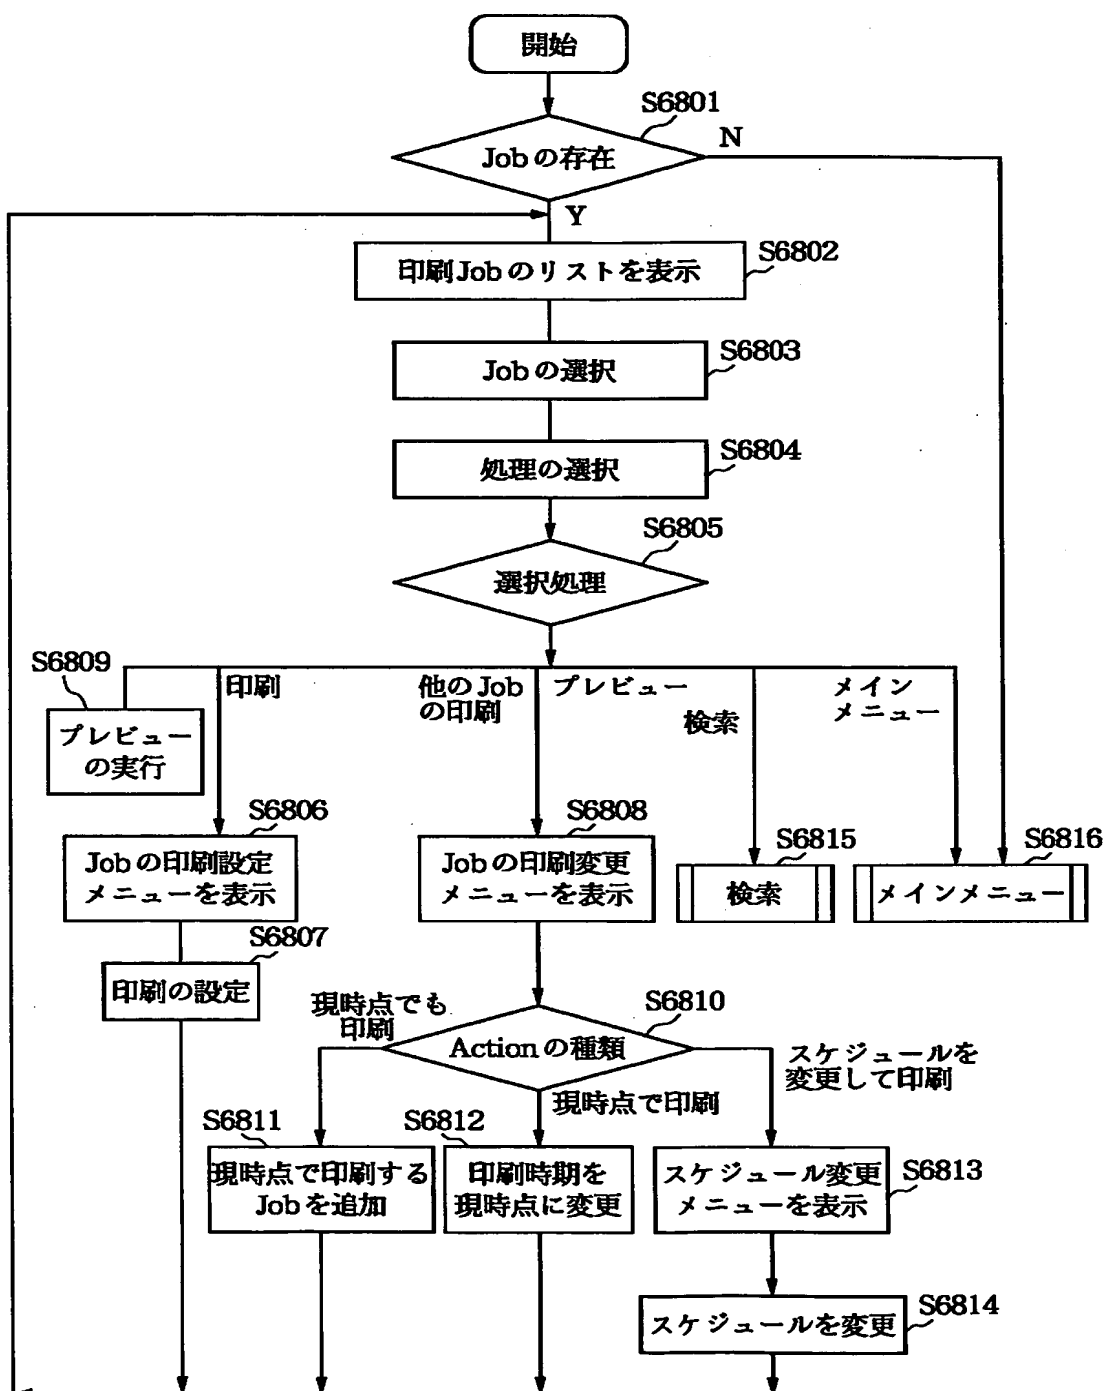 開始
S6801
Jobの存在
N
Y
S6802
印刷Jobのリストを表示
S6803
Jobの選択
S6804
処理の選択
S6805
選択処理
S6809
プレビュー
の実行
印刷
他のJob
の印刷
プレビュー
検索
メイン
メニュー
S6806
Jobの印刷設定
メニューを表示
S6808
Jobの印刷変更
メニューを表示
S6815
検索
S6816
メインメニュー
S6807
印刷の設定
現時点でも
印刷
S6810
Actionの種類
スケジュールを
変更して印刷
現時点で印刷
S6811
現時点で印刷する
Jobを追加
S6812
印刷時期を
現時点に変更
S6813
スケジュール変更
メニューを表示
S6814
スケジュールを変更